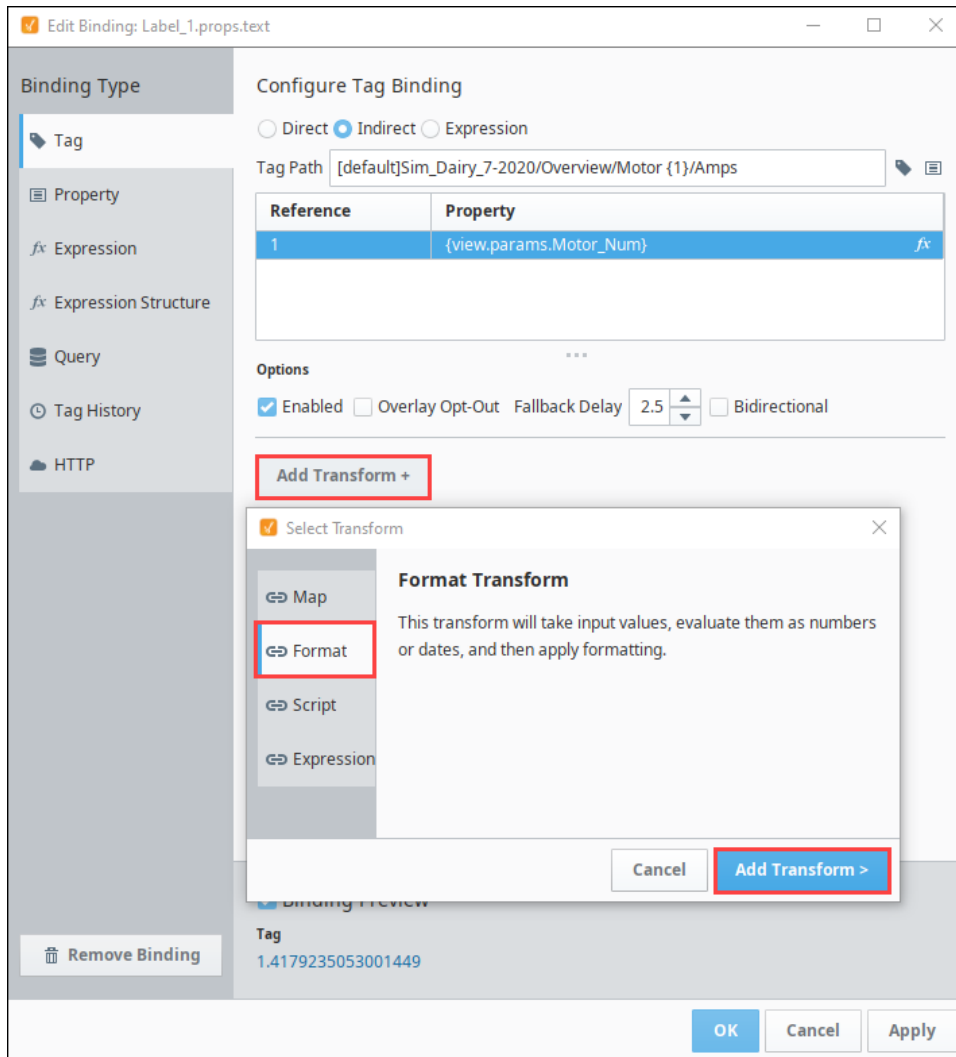 Edit Binding: Label_1.props.text
Binding Type
Tag
Property
fx Expression
fx Expression Structure
Query
Tag History
HTTP
Remove Binding
Configure Tag Binding
Direct Indirect Expression
Tag Path [default]Sim_Dairy_7-2020/Overview/Motor {1}/Amps
Reference Property
1 {view.params.Motor_Num} fx
Options
Enabled Overlay Opt-Out Fallback Delay 2.5 Bidirectional
Add Transform +
Select Transform
Map
Format
Script
Expression
Format Transform
This transform will take input values, evaluate them as numbers
or dates, and then apply formatting.
Cancel Add Transform >
Binding Preview
Tag
1.4179235053001449
OK Cancel Apply